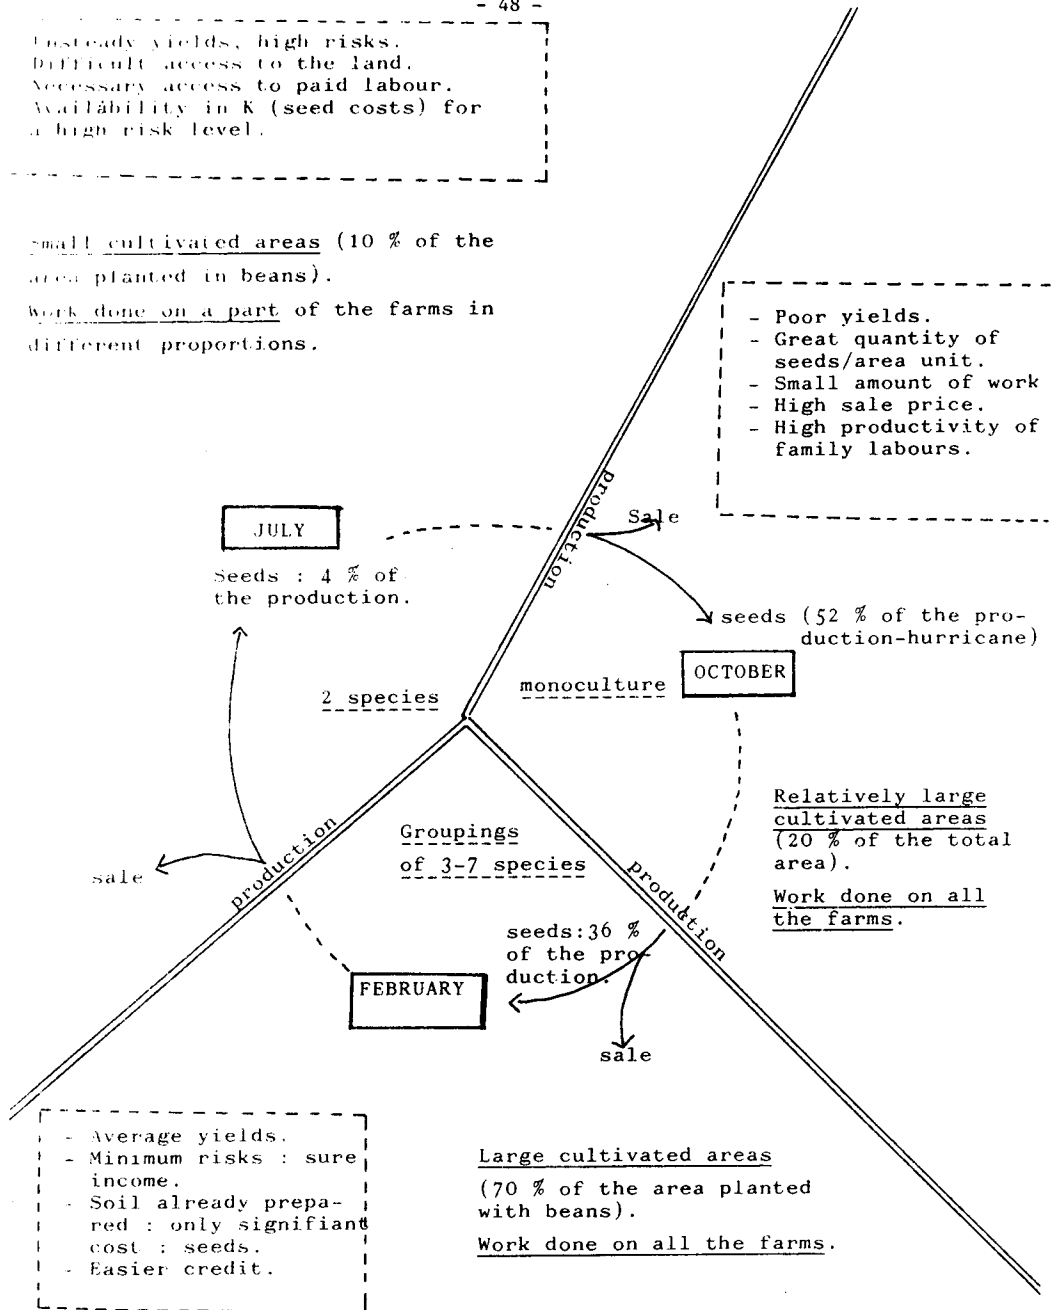 - 48 -
Unsteady yields, high risks.
Difficult access to the land.
Necessary access to paid labour.
Availability in K (seed costs) for
a high risk level.
Small cultivated areas (10 % of the
area planted in beans).
Work done on a part of the farms in
different proportions.
- Poor yields.
- Great quantity of
seeds/area unit.
- Small amount of work
- High sale price.
- High productivity of
family labours.
production
Sale
JULY
Seeds : 4 % of
the production.
seeds (52 % of the pro-
duction-hurricane)
OCTOBER
2 species
monoculture
Relatively large
cultivated areas
(20 % of the total
area).
Work done on all
the farms.
Groupings
of 3-7 species
production
production
sale
seeds:36 %
of the pro-
duction.
FEBRUARY
sale
- Average yields.
- Minimum risks : sure
income.
- Soil already prepa-
red : only signifiant
cost : seeds.
- Easier credit.
Large cultivated areas
(70 % of the area planted
with beans).
Work done on all the farms.